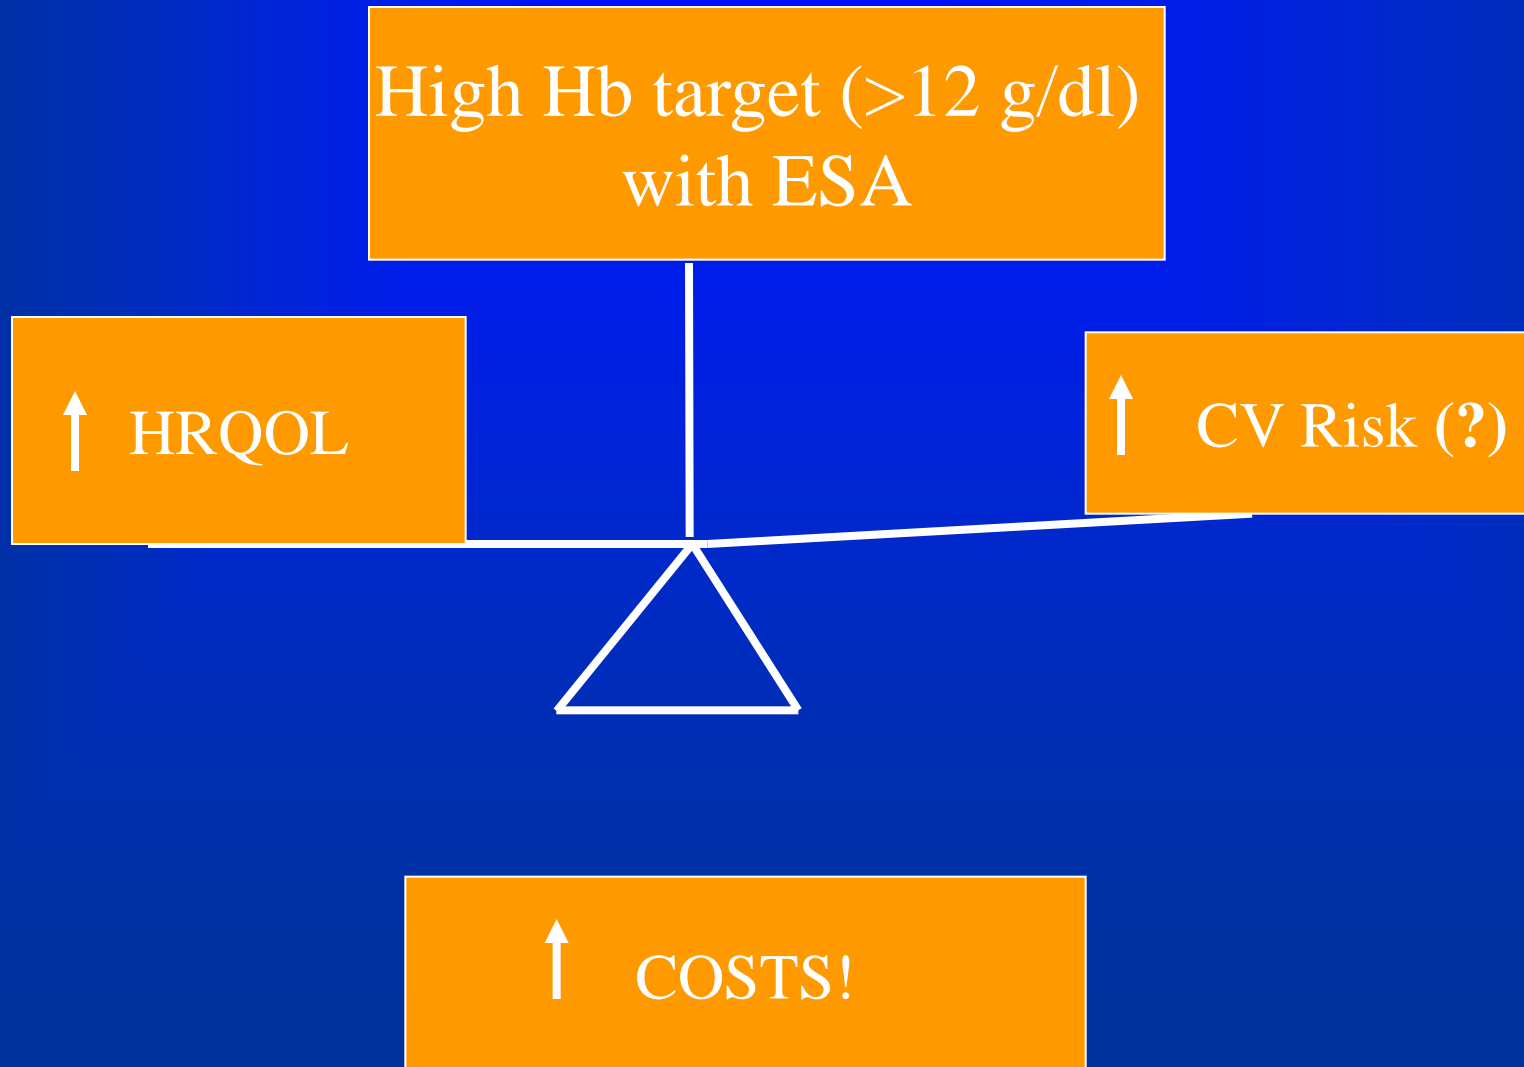 High Hb target (>12 g/dl)
with ESA
HRQOL
CV Risk (?)
COSTS!